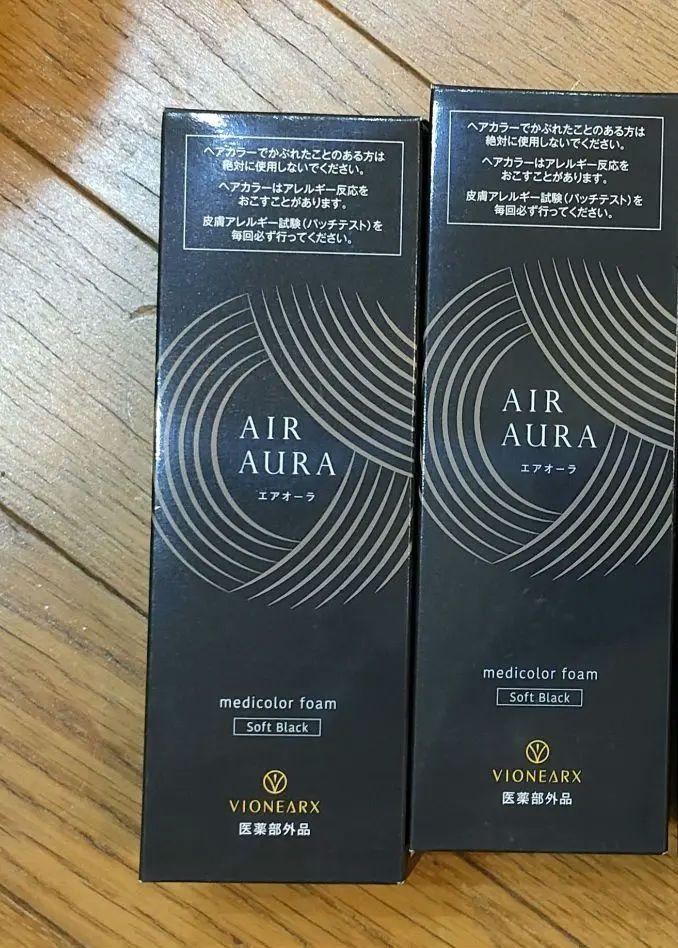 ヘアカラーでかぶれたことのある方は
絶対に使用しないでください。
ヘアカラーはアレルギー反応を
おこすことがあります。
皮膚アレルギー試験（パッチテスト）を
毎回必ず行ってください。
AIR
AURA
エアオーラ
medicolor foam
Soft Black
VIONEARX
医薬部外品
ヘアカラーでかぶれたことのある方は
絶対に使用しないでください。
ヘアカラーはアレルギー反応を
おこすことがあります。
皮膚アレルギー試験（パッチテスト）を
毎回必ず行ってください。
AIR
AURA
エアオーラ
medicolor foam
Soft Black
VIONEARX
医薬部外品